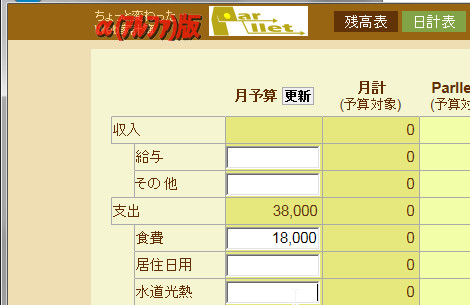 ちょっと変わった
α(アルファ)版
Parllet
残高表 日計表
月予算 更新 月計 Parlle
(予算対象) (予算対
収入 0
給与 0
その他 0
支出 38,000 0
食費 18,000 0
居住日用 0
水道光熱 0